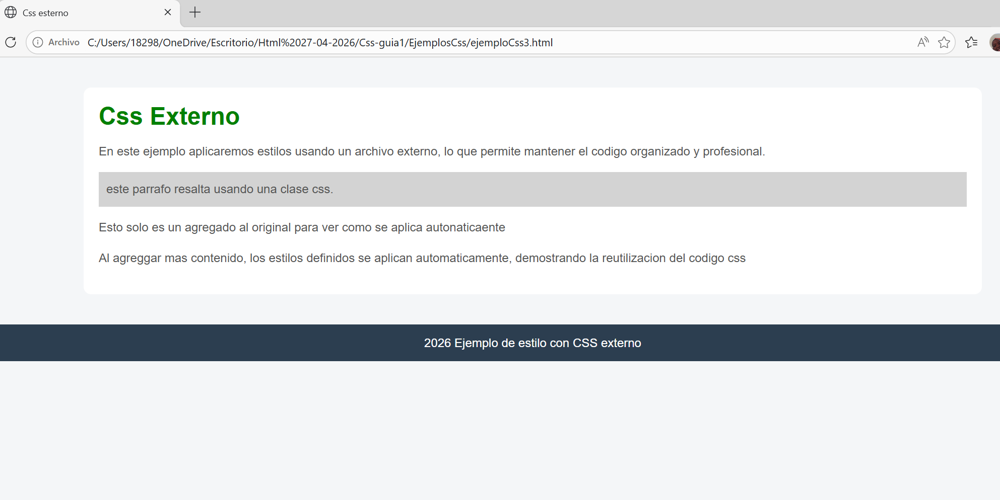 Css esterno
Archivo C:/Users/18298/OneDrive/Escritorio/Html%2027-04-2026/Css-guia1/EjemplosCss/ejemploCss3.html
Css Externo
En este ejemplo aplicaremos estilos usando un archivo externo, lo que permite mantener el codigo organizado y profesional.
este parrafo resalta usando una clase css.
Esto solo es un agregado al original para ver como se aplica autonaticaente
Al agreggar mas contenido, los estilos definidos se aplican automaticamente, demostrando la reutilizacion del codigo css
2026 Ejemplo de estilo con CSS externo